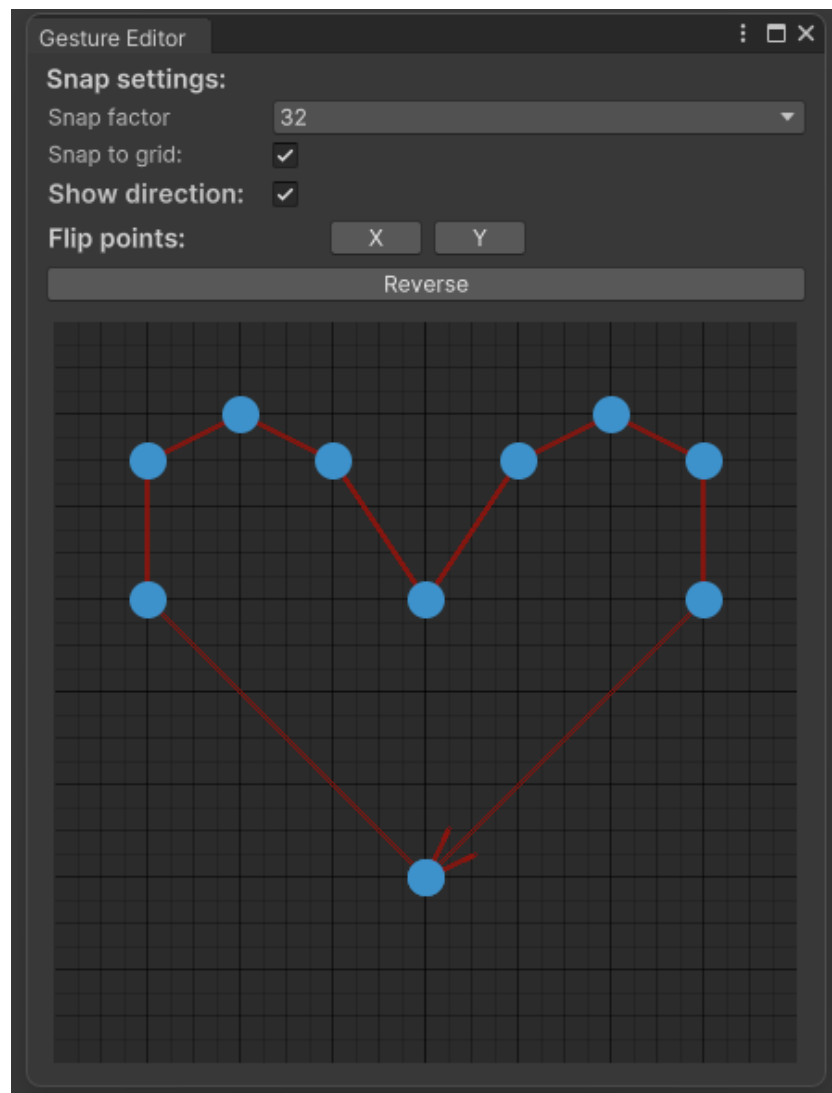 Gesture Editor
Snap settings:
Snap factor 32
Snap to grid:
Show direction:
Flip points: X Y
Reverse